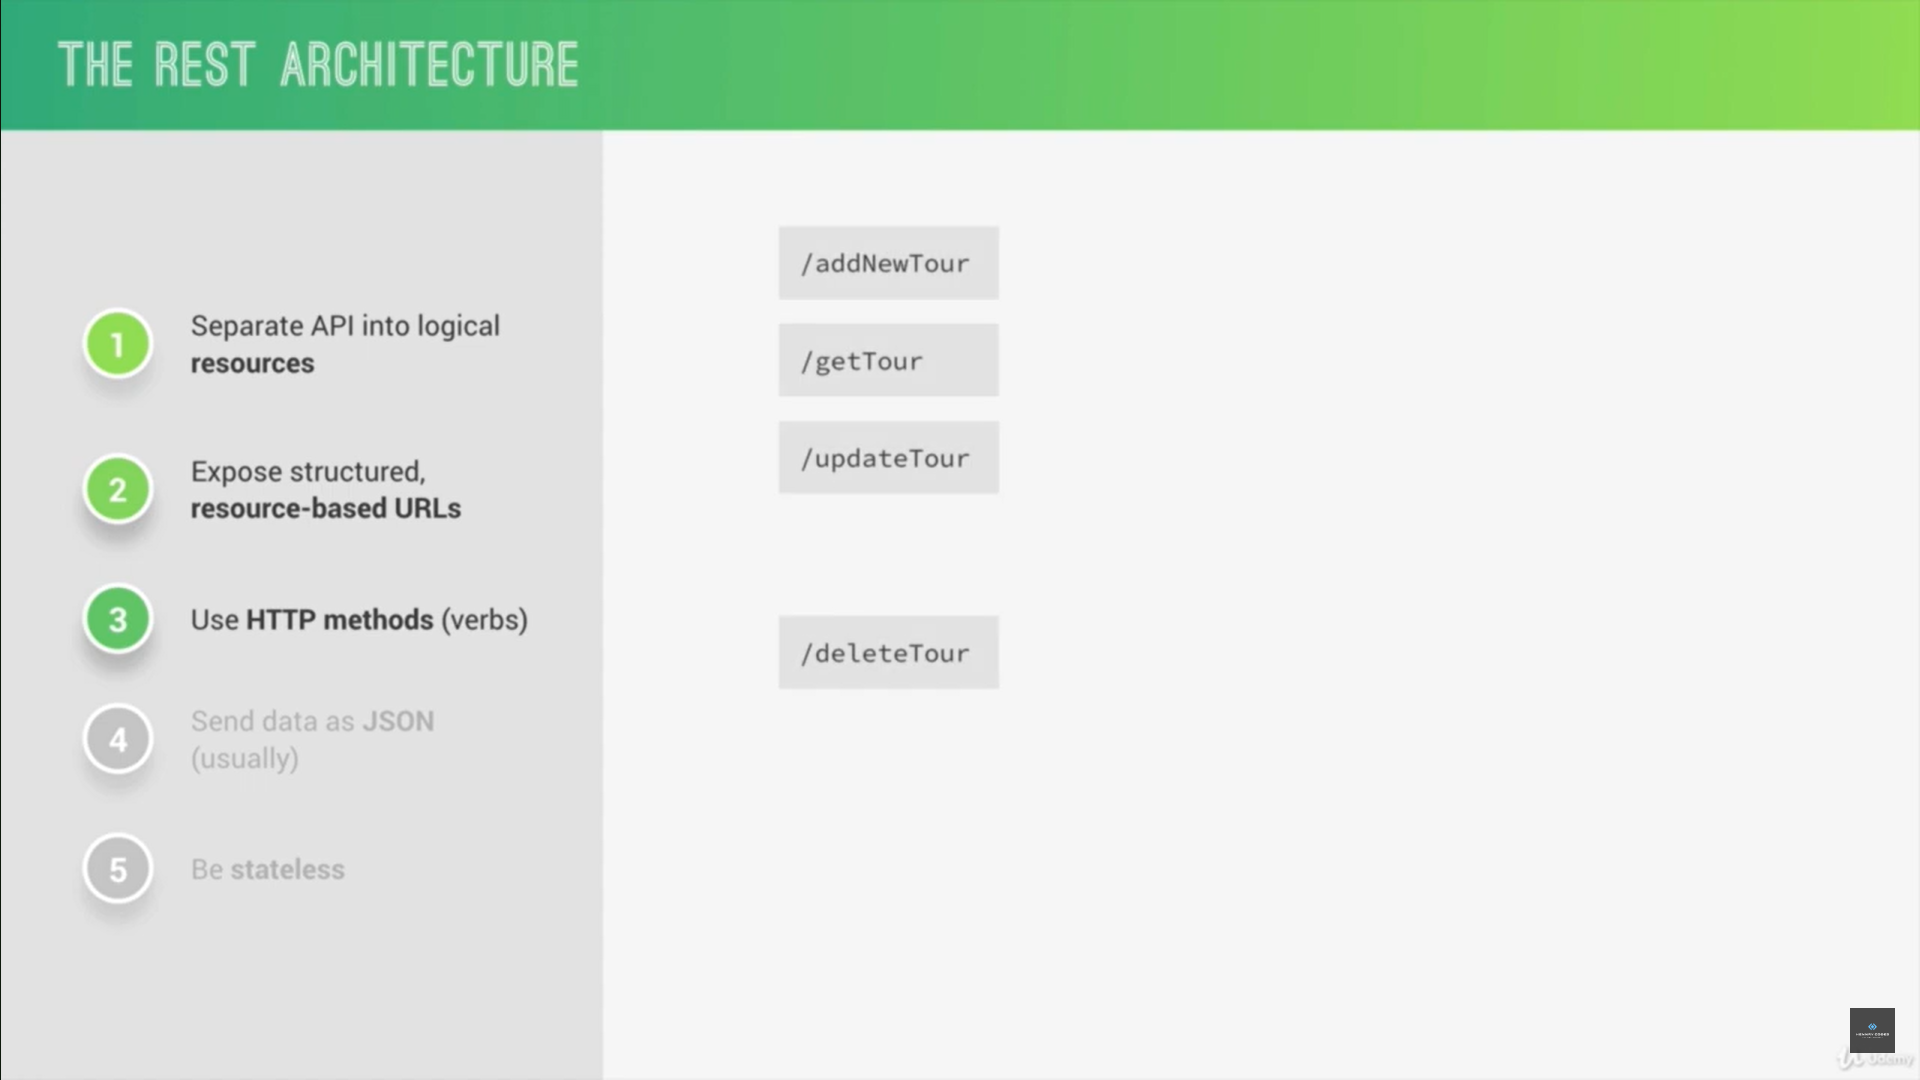 THE REST ARCHITECTURE
1
Separate API into logical
resources
2
Expose structured,
resource-based URLs
3
Use HTTP methods (verbs)
4
Send data as JSON
(usually)
5
Be stateless
/addNewTour
/getTour
/updateTour
/deleteTour
Udemy